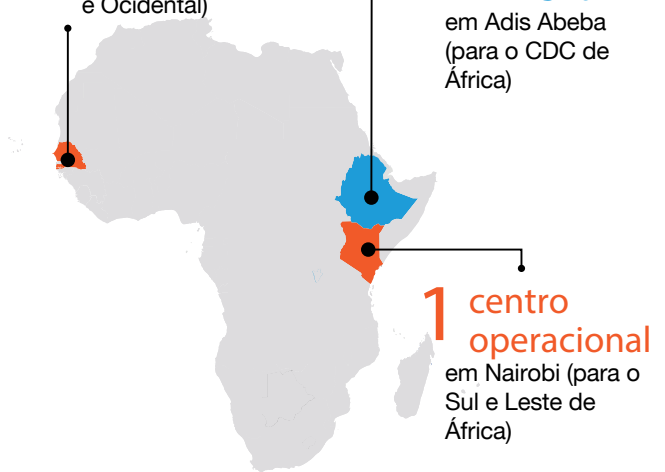 e Ocidental)
em Adis Abeba
(para o CDC de
África)
1 centro
operacional
em Nairobi (para o
Sul e Leste de
África)